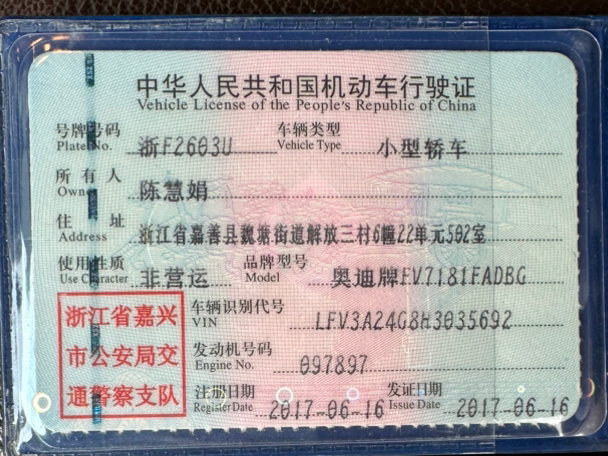 中华人民共和国机动车行驶证
Vehicle License of the People's Republic of China
号牌号码 浙F2603U 车辆类型 小型轿车
Plate No. Vehicle Type
所有人 陈慧娟
Owner
住址 浙江省嘉善县魏塘街道解放三村6幢22单元502室
Address
使用性质 非营运 品牌型号 奥迪牌FV7181FADBG
Use Character Model
浙江省嘉兴
市公安局交
通警察支队
车辆识别代号 LFV3A24G8H3035692
VIN
发动机号码 097897
Engine No.
注册日期 2017-06-16 发证日期 2017-06-16
Register Date Issue Date